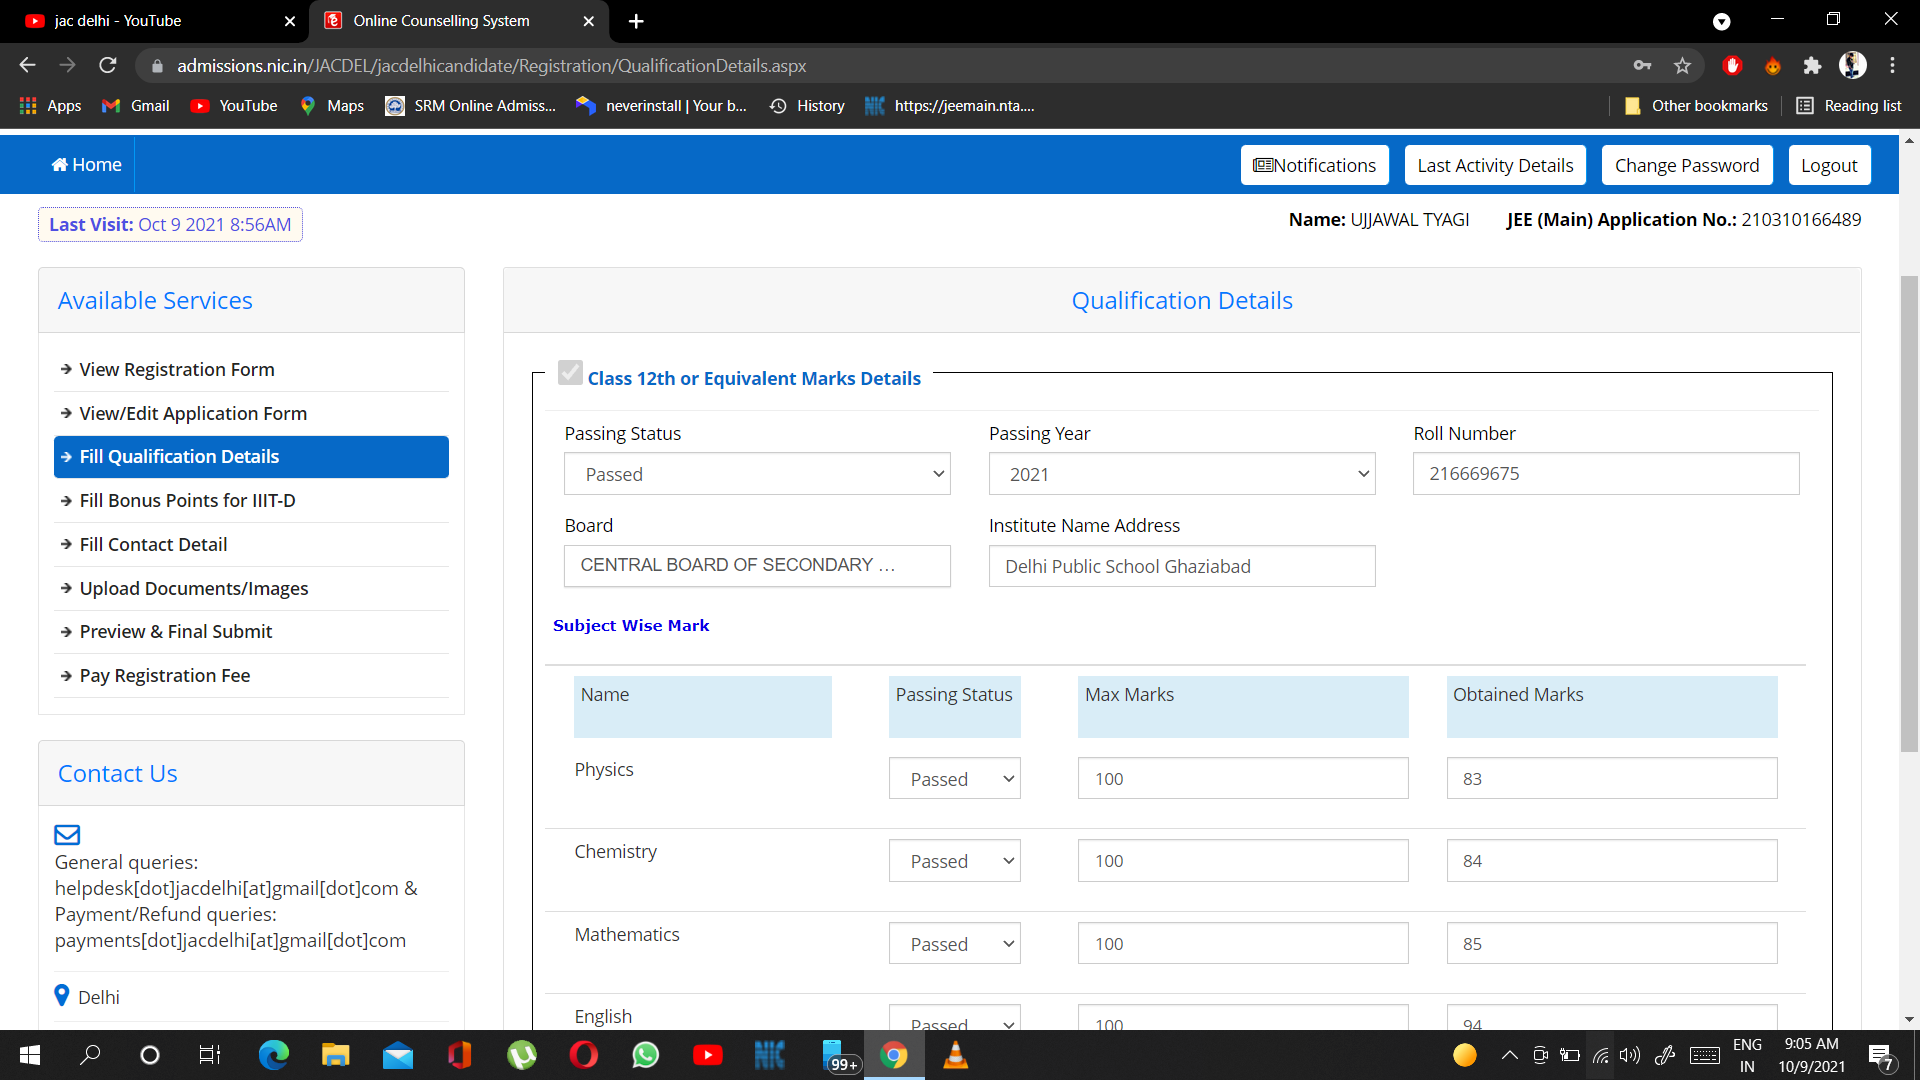 jac delhi - YouTube
Online Counselling System
admissions.nic.in/JACDEL/jacdelhicandidate/Registration/QualificationDetails.aspx
Apps
Gmail
YouTube
Maps
SRM Online Admiss...
neverinstall | Your b...
History
NIC
https://jeemain.nta....
Other bookmarks
Reading list
Home
Notifications
Last Activity Details
Change Password
Logout
Last Visit: Oct 9 2021 8:56AM
Name: UJJAWAL TYAGI
JEE (Main) Application No.: 210310166489
Available Services
View Registration Form
View/Edit Application Form
Fill Qualification Details
Fill Bonus Points for IIIT-D
Fill Contact Detail
Upload Documents/Images
Preview & Final Submit
Pay Registration Fee
Contact Us
General queries:
helpdesk[dot]jacdelhi[at]gmail[dot]com &
Payment/Refund queries:
payments[dot]jacdelhi[at]gmail[dot]com
Delhi
Qualification Details
Class 12th or Equivalent Marks Details
Passing Status
Passing Year
Roll Number
Passed
2021
216669675
Board
Institute Name Address
CENTRAL BOARD OF SECONDARY ...
Delhi Public School Ghaziabad
Subject Wise Mark
Name
Passing Status
Max Marks
Obtained Marks
Physics
Passed
100
83
Chemistry
Passed
100
84
Mathematics
Passed
100
85
English
Passed
100
94
NIC
99+
ENG
IN
9:05 AM
10/9/2021
7